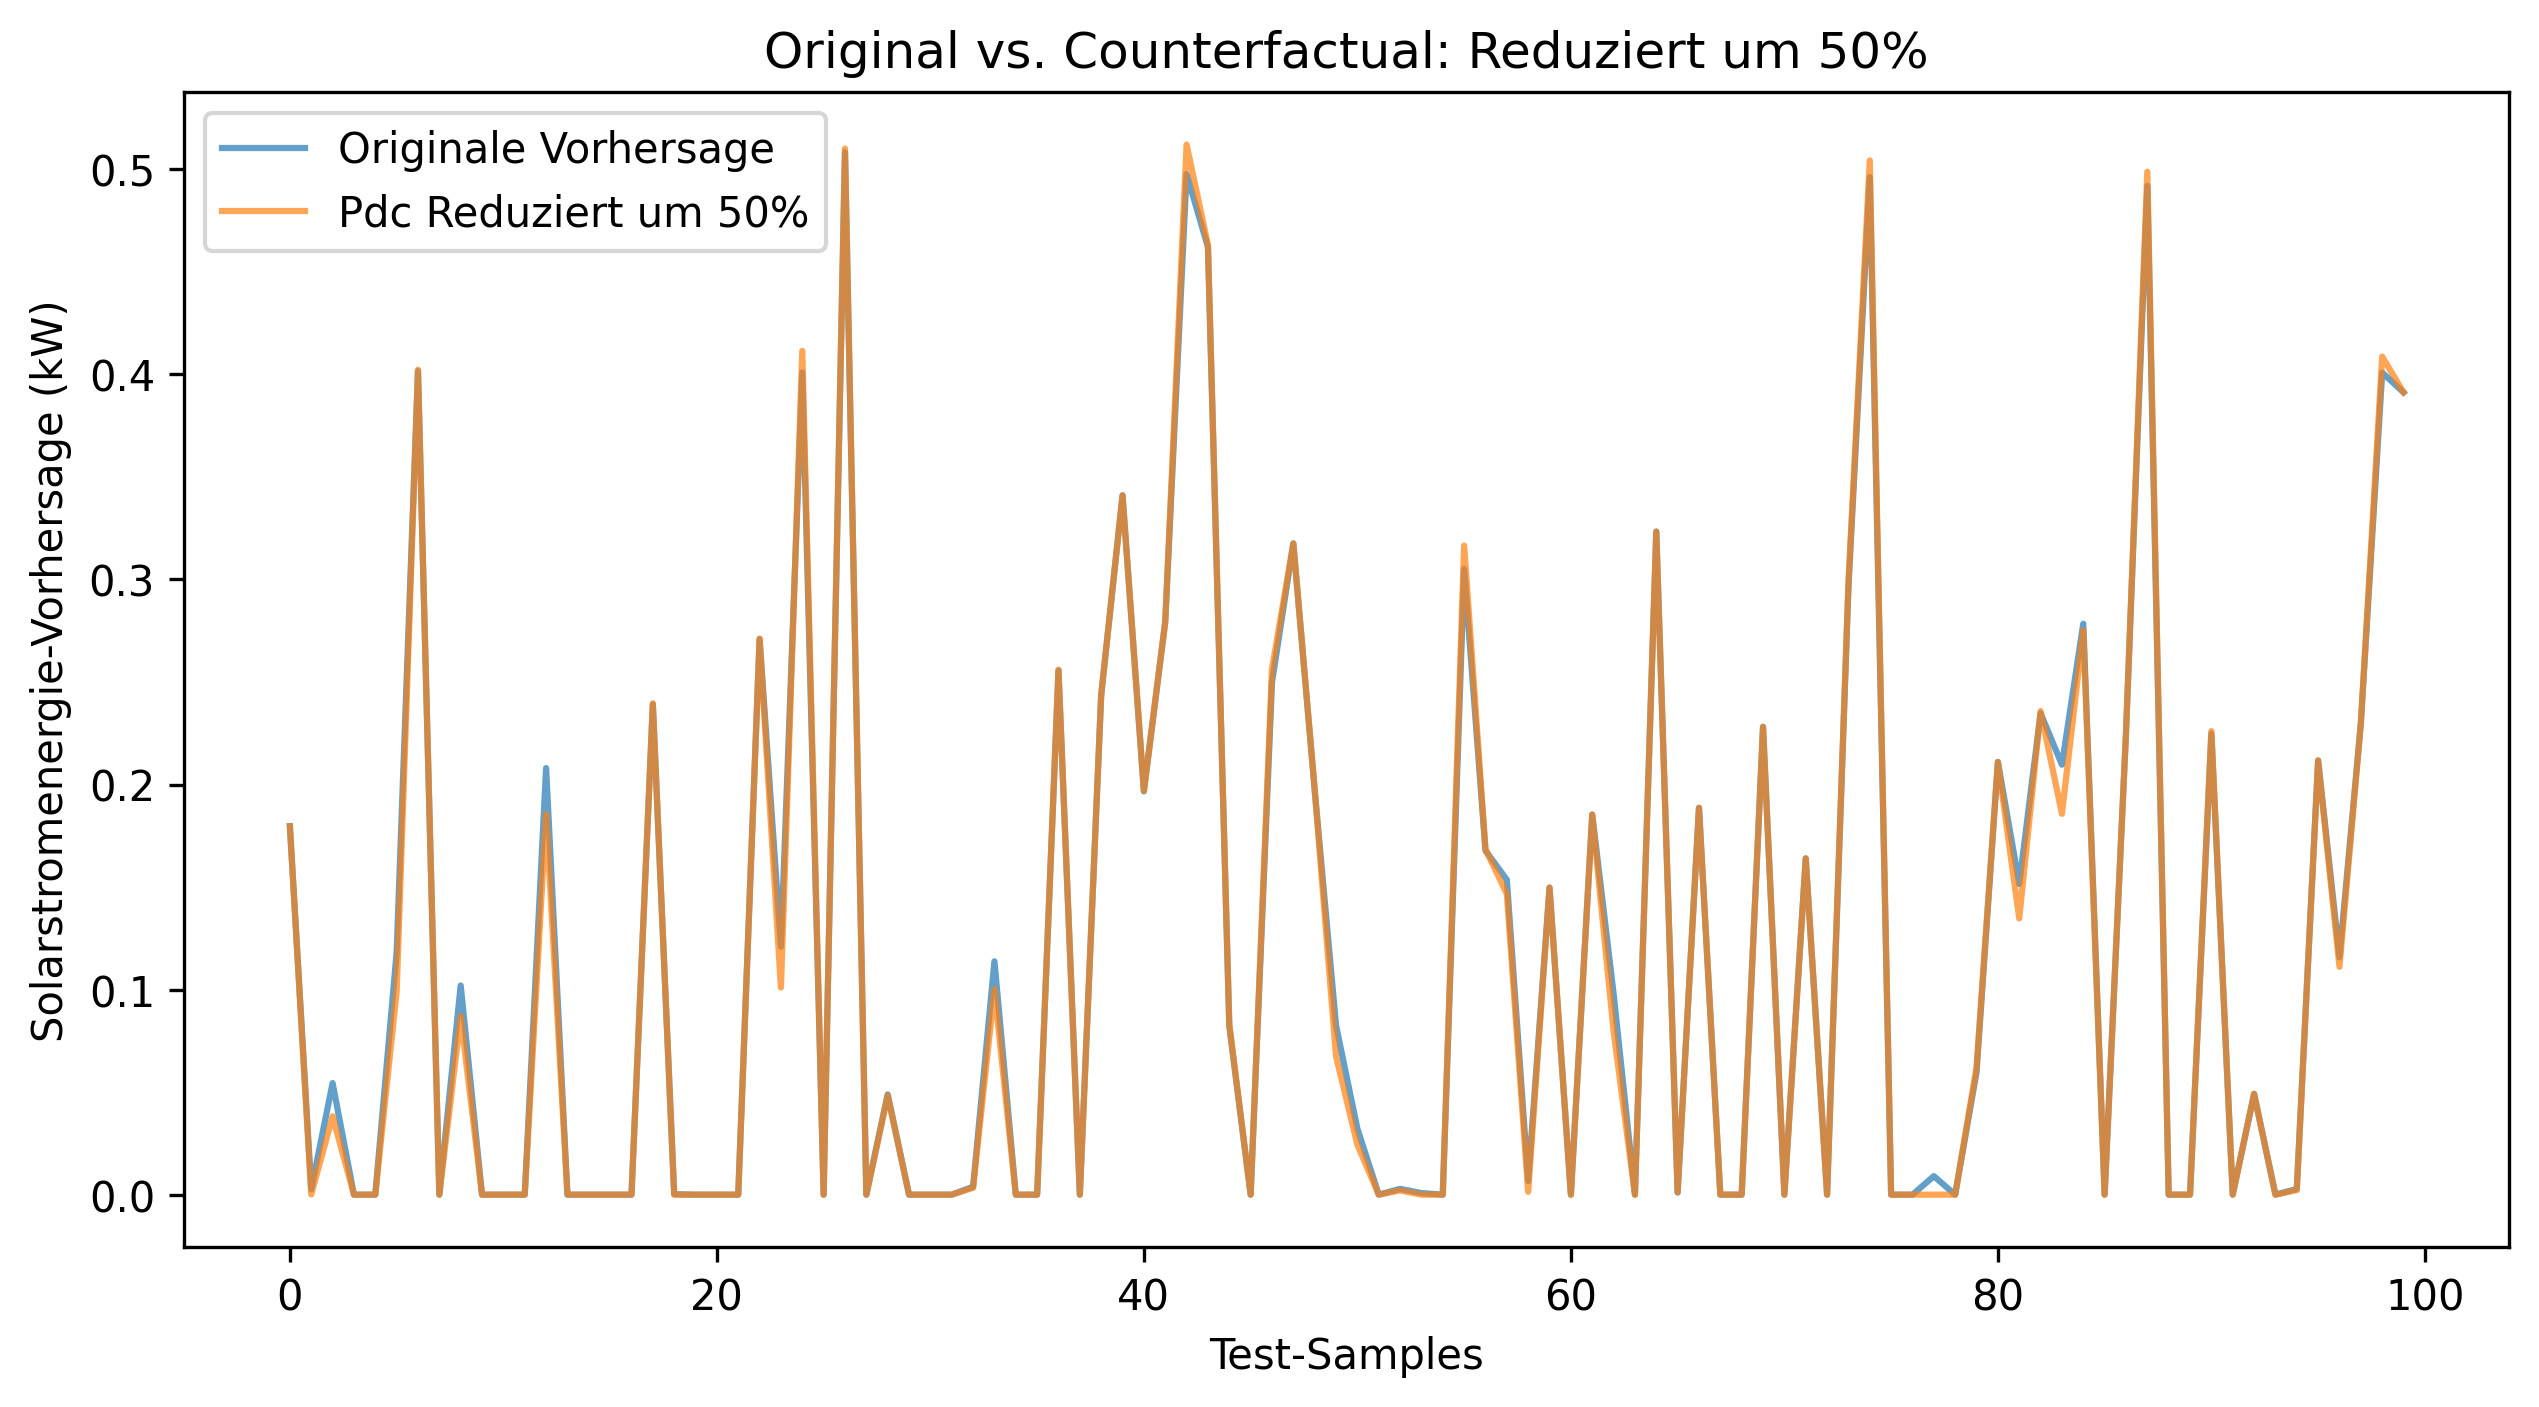 Original vs. Counterfactual: Reduziert um 50%
Originale Vorhersage
Pdc Reduziert um 50%
Solarstromenergie-Vorhersage (kW)
0.5
0.4
0.3
0.2
0.1
0.0
0 20 40 60 80 100
Test-Samples